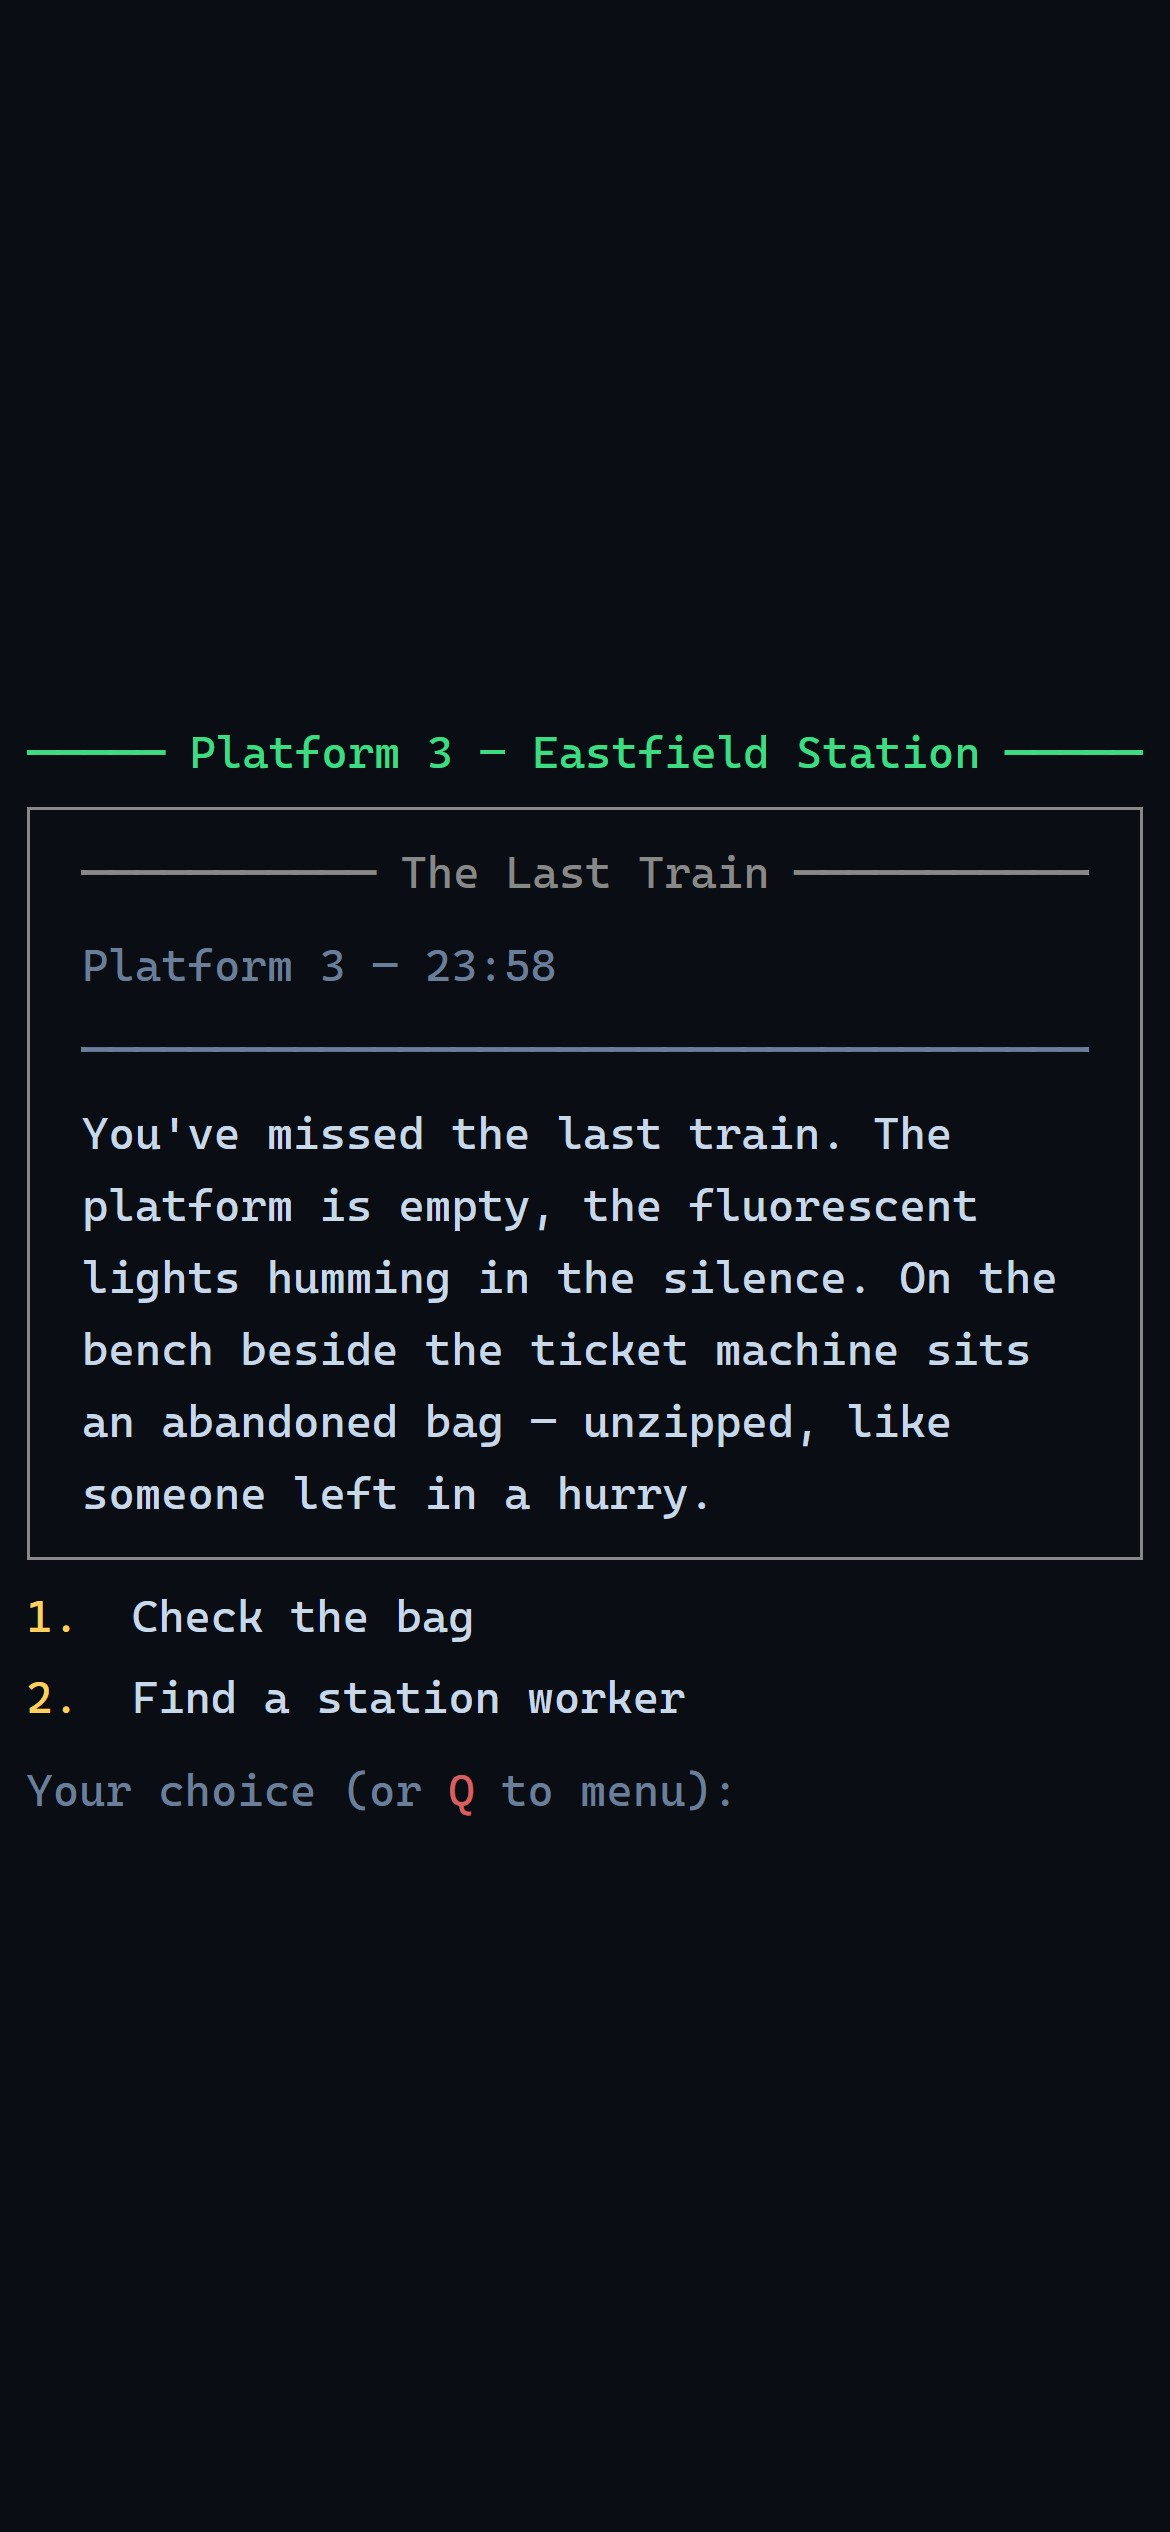 Platform 3 — Eastfield Station
The Last Train
Platform 3 — 23:58
You've missed the last train. The
platform is empty, the fluorescent
lights humming in the silence. On the
bench beside the ticket machine sits
an abandoned bag — unzipped, like
someone left in a hurry.
1. Check the bag
2. Find a station worker
Your choice (or Q to menu):